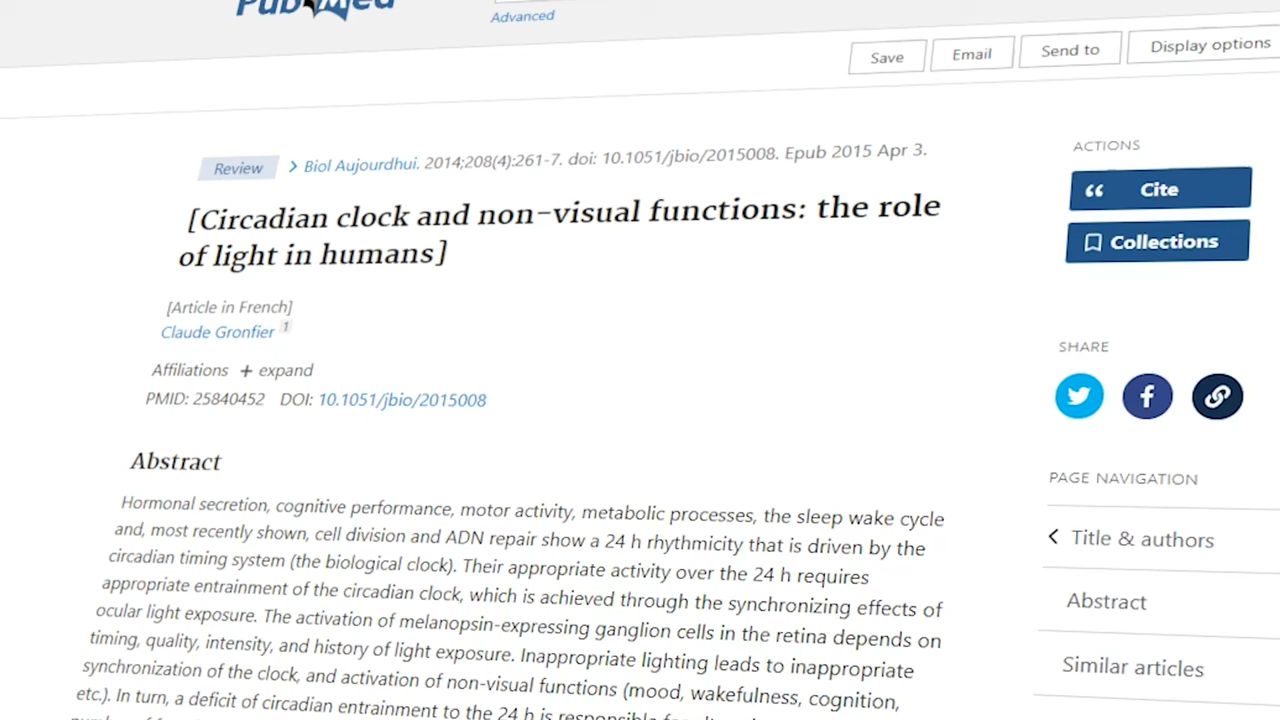 PubMed
Advanced
Save
Email
Send to
Display options
Review
Biol Aujourdhui. 2014;208(4):261-7. doi: 10.1051/jbio/2015008. Epub 2015 Apr 3.
[Circadian clock and non-visual functions: the role
of light in humans]
[Article in French]
Claude Gronfier 1
Affiliations + expand
PMID: 25840452 DOI: 10.1051/jbio/2015008
Abstract
Hormonal secretion, cognitive performance, motor activity, metabolic processes, the sleep wake cycle
and, most recently shown, cell division and ADN repair show a 24 h rhythmicity that is driven by the
circadian timing system (the biological clock). Their appropriate activity over the 24 h requires
appropriate entrainment of the circadian clock, which is achieved through the synchronizing effects of
ocular light exposure. The activation of melanopsin-expressing ganglion cells in the retina depends on
timing, quality, intensity, and history of light exposure. Inappropriate lighting leads to inappropriate
synchronization of the clock, and activation of non-visual functions (mood, wakefulness, cognition,
etc.). In turn, a deficit of circadian entrainment to the 24 h is
ACTIONS
Cite
Collections
SHARE
PAGE NAVIGATION
Title & authors
Abstract
Similar articles